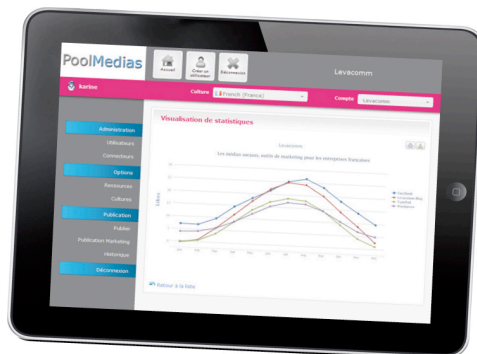 PoolMedias
Accueil
Créer un
utilisateur
Déconnexion
Levacomm
karine
Culture
French (France)
Compte
Levacomm
Administration
Utilisateurs
Connecteurs
Options
Ressources
Cultures
Publication
Publier
Publication Marketing
Historique
Déconnexion
Visualisation de statistiques
Levacomm
Les médias sociaux, outils de marketing pour les entreprises françaises
Retour à la liste